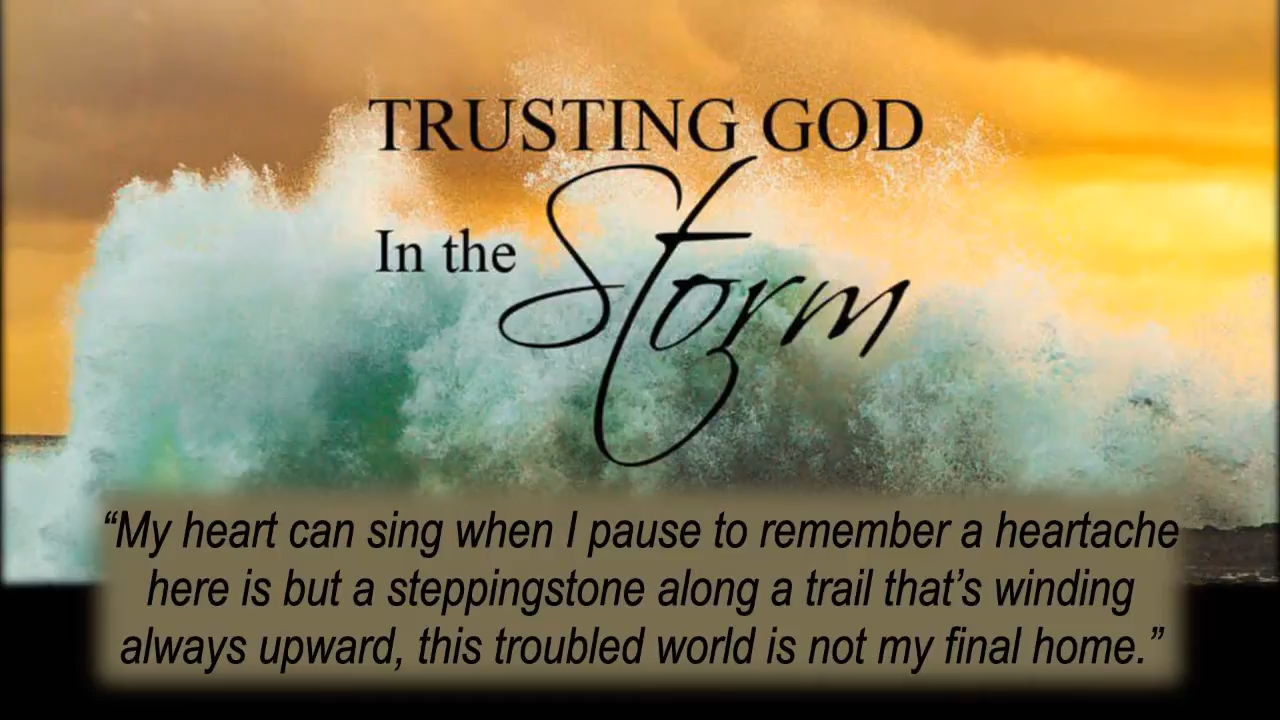 TRUSTING GOD
In the Storm
“My heart can sing when I pause to remember a heartache
here is but a steppingstone along a trail that’s winding
always upward, this troubled world is not my final home.”